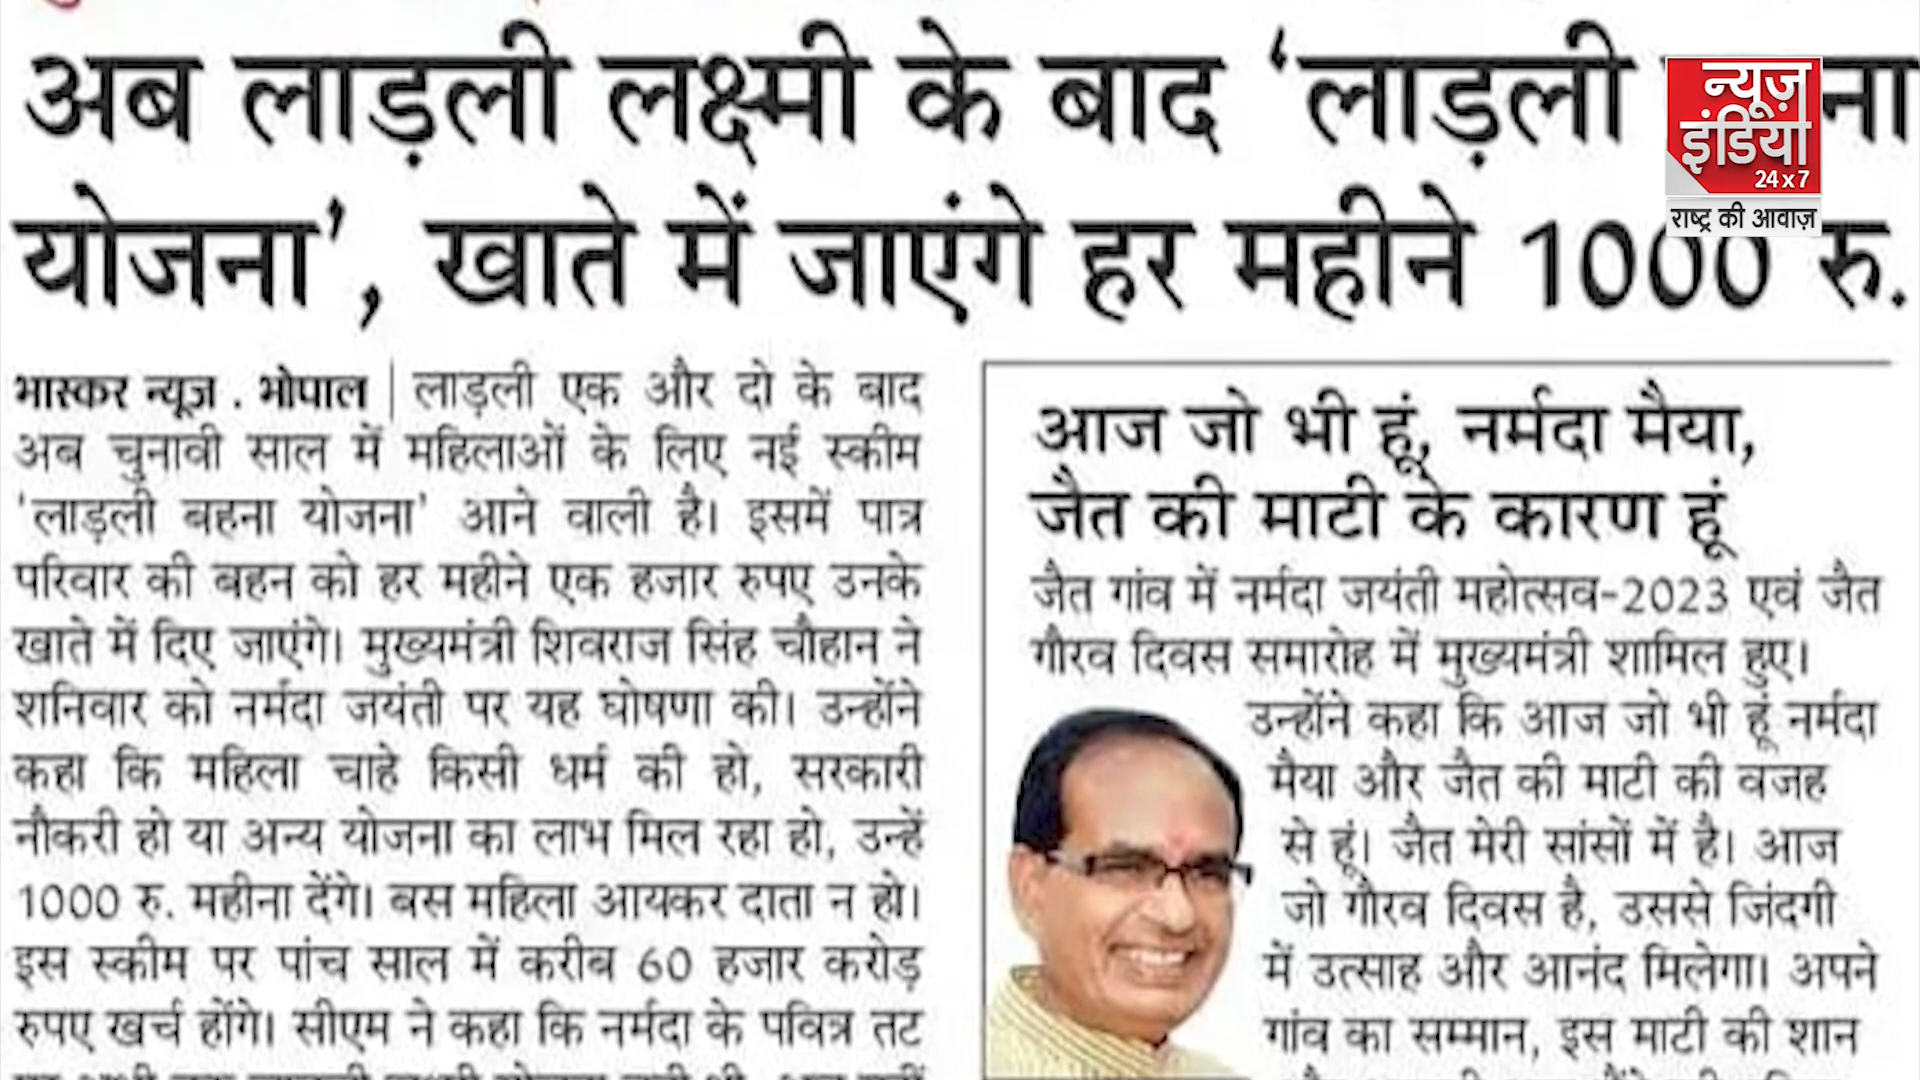 अब लाड़ली लक्ष्मी के बाद ‘लाड़ली ना
योजना’, खाते में जाएंगे हर महीने 1000 रु.
न्यूज़
इंडिया
24x7
राष्ट्र की आवाज़
भास्कर न्यूज . भोपाल | लाड़ली एक और दो के बाद
अब चुनावी साल में महिलाओं के लिए नई स्कीम
'लाड़ली बहना योजना' आने वाली है। इसमें पात्र
परिवार की बहन को हर महीने एक हजार रुपए उनके
खाते में दिए जाएंगे। मुख्यमंत्री शिवराज सिंह चौहान ने
शनिवार को नर्मदा जयंती पर यह घोषणा की। उन्होंने
कहा कि महिला चाहे किसी धर्म की हो, सरकारी
नौकरी हो या अन्य योजना का लाभ मिल रहा हो, उन्हें
1000 रु. महीना देंगे। बस महिला आयकर दाता न हो।
इस स्कीम पर पांच साल में करीब 60 हजार करोड़
रुपए खर्च होंगे। सीएम ने कहा कि नर्मदा के पवित्र तट
आज जो भी हूं, नर्मदा मैया,
जैत की माटी के कारण हूं
जैत गांव में नर्मदा जयंती महोत्सव-2023 एवं जैत
गौरव दिवस समारोह में मुख्यमंत्री शामिल हुए।
उन्होंने कहा कि आज जो भी हूं नर्मदा
मैया और जैत की माटी की वजह
से हूं। जैत मेरी सांसों में है। आज
जो गौरव दिवस है, उससे जिंदगी
में उत्साह और आनंद मिलेगा। अपने
गांव का सम्मान, इस माटी की शान